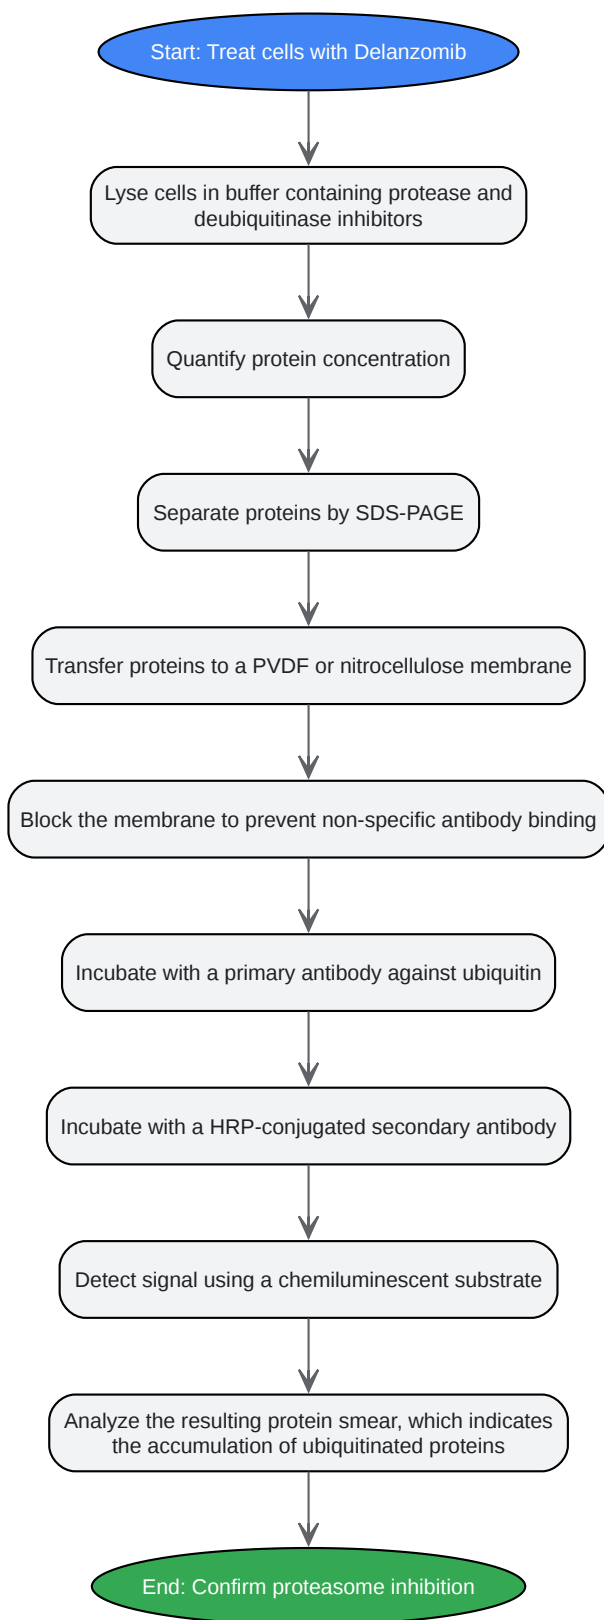 Start: Treat cells with Delanzomib
Lyse cells in buffer containing protease and
deubiquitinase inhibitors
Quantify protein concentration
Separate proteins by SDS-PAGE
Transfer proteins to a PVDF or nitrocellulose membrane
Block the membrane to prevent non-specific antibody binding
Incubate with a primary antibody against ubiquitin
Incubate with a HRP-conjugated secondary antibody
Detect signal using a chemiluminescent substrate
Analyze the resulting protein smear, which indicates
the accumulation of ubiquitinated proteins
End: Confirm proteasome inhibition